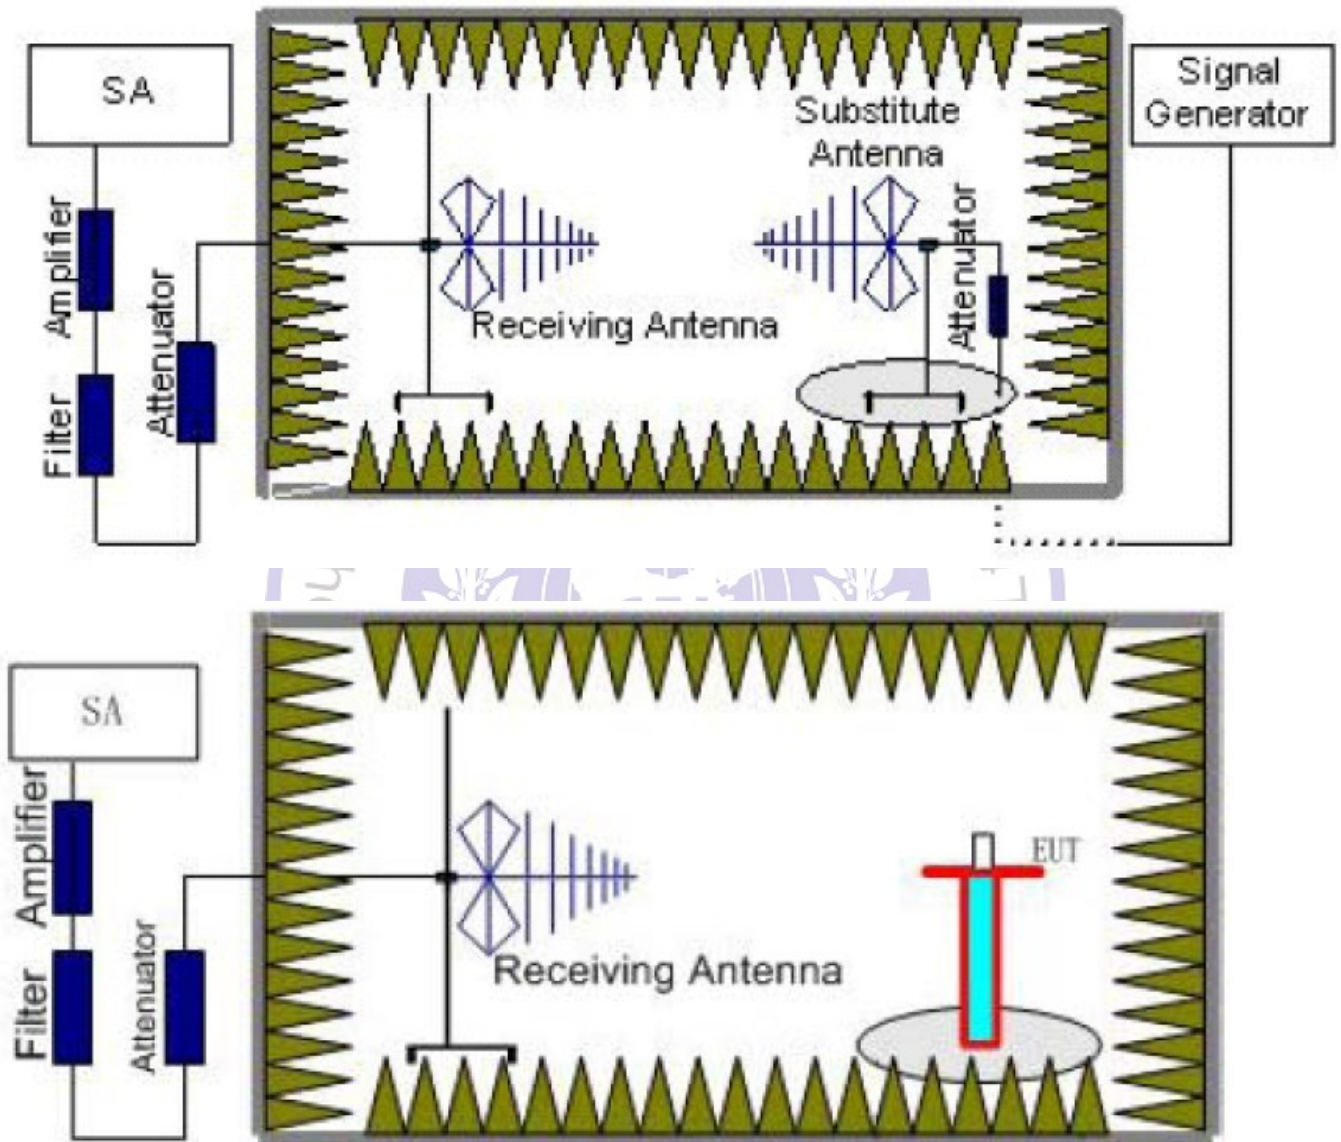 SA
Signal
Generator
Substitute
Antenna
Amplifier
Attenuator
Attenuator
Receiving Antenna
Filter
SA
Amplifier
EUT
Attenuator
Receiving Antenna
Filter